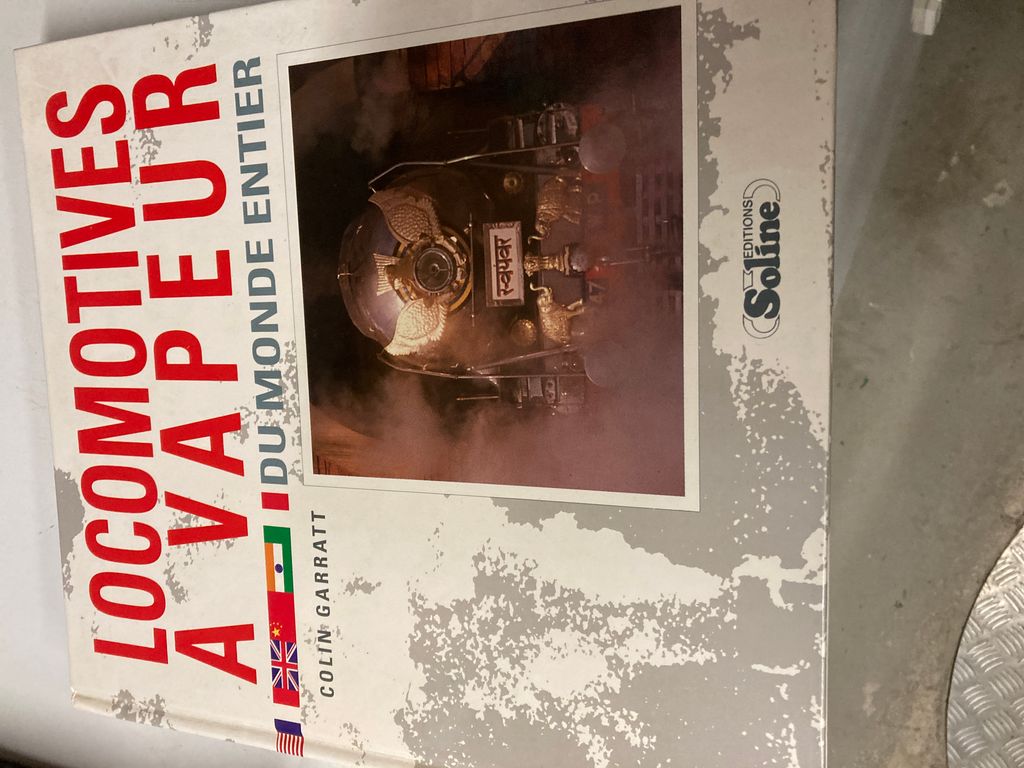 LOCOMOTIVES
A VAPEUR
DU MONDE ENTIER
COLIN GARRATT
EDITIONS
Soline